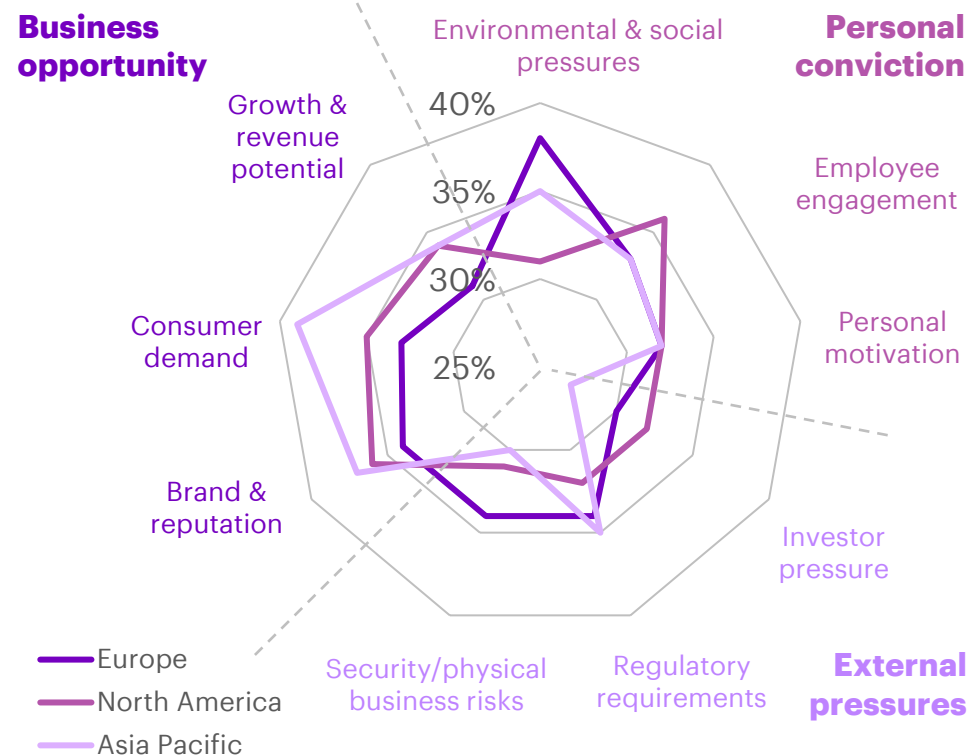 Business
opportunity
Environmental & social
pressures
Personal
conviction
Growth &
revenue
potential
40%
35%
30%
25%
Employee
engagement
Consumer
demand
Personal
motivation
Brand &
reputation
Investor
pressure
Europe
North America
Asia Pacific
Security/physical
business risks
Regulatory
requirements
External
pressures